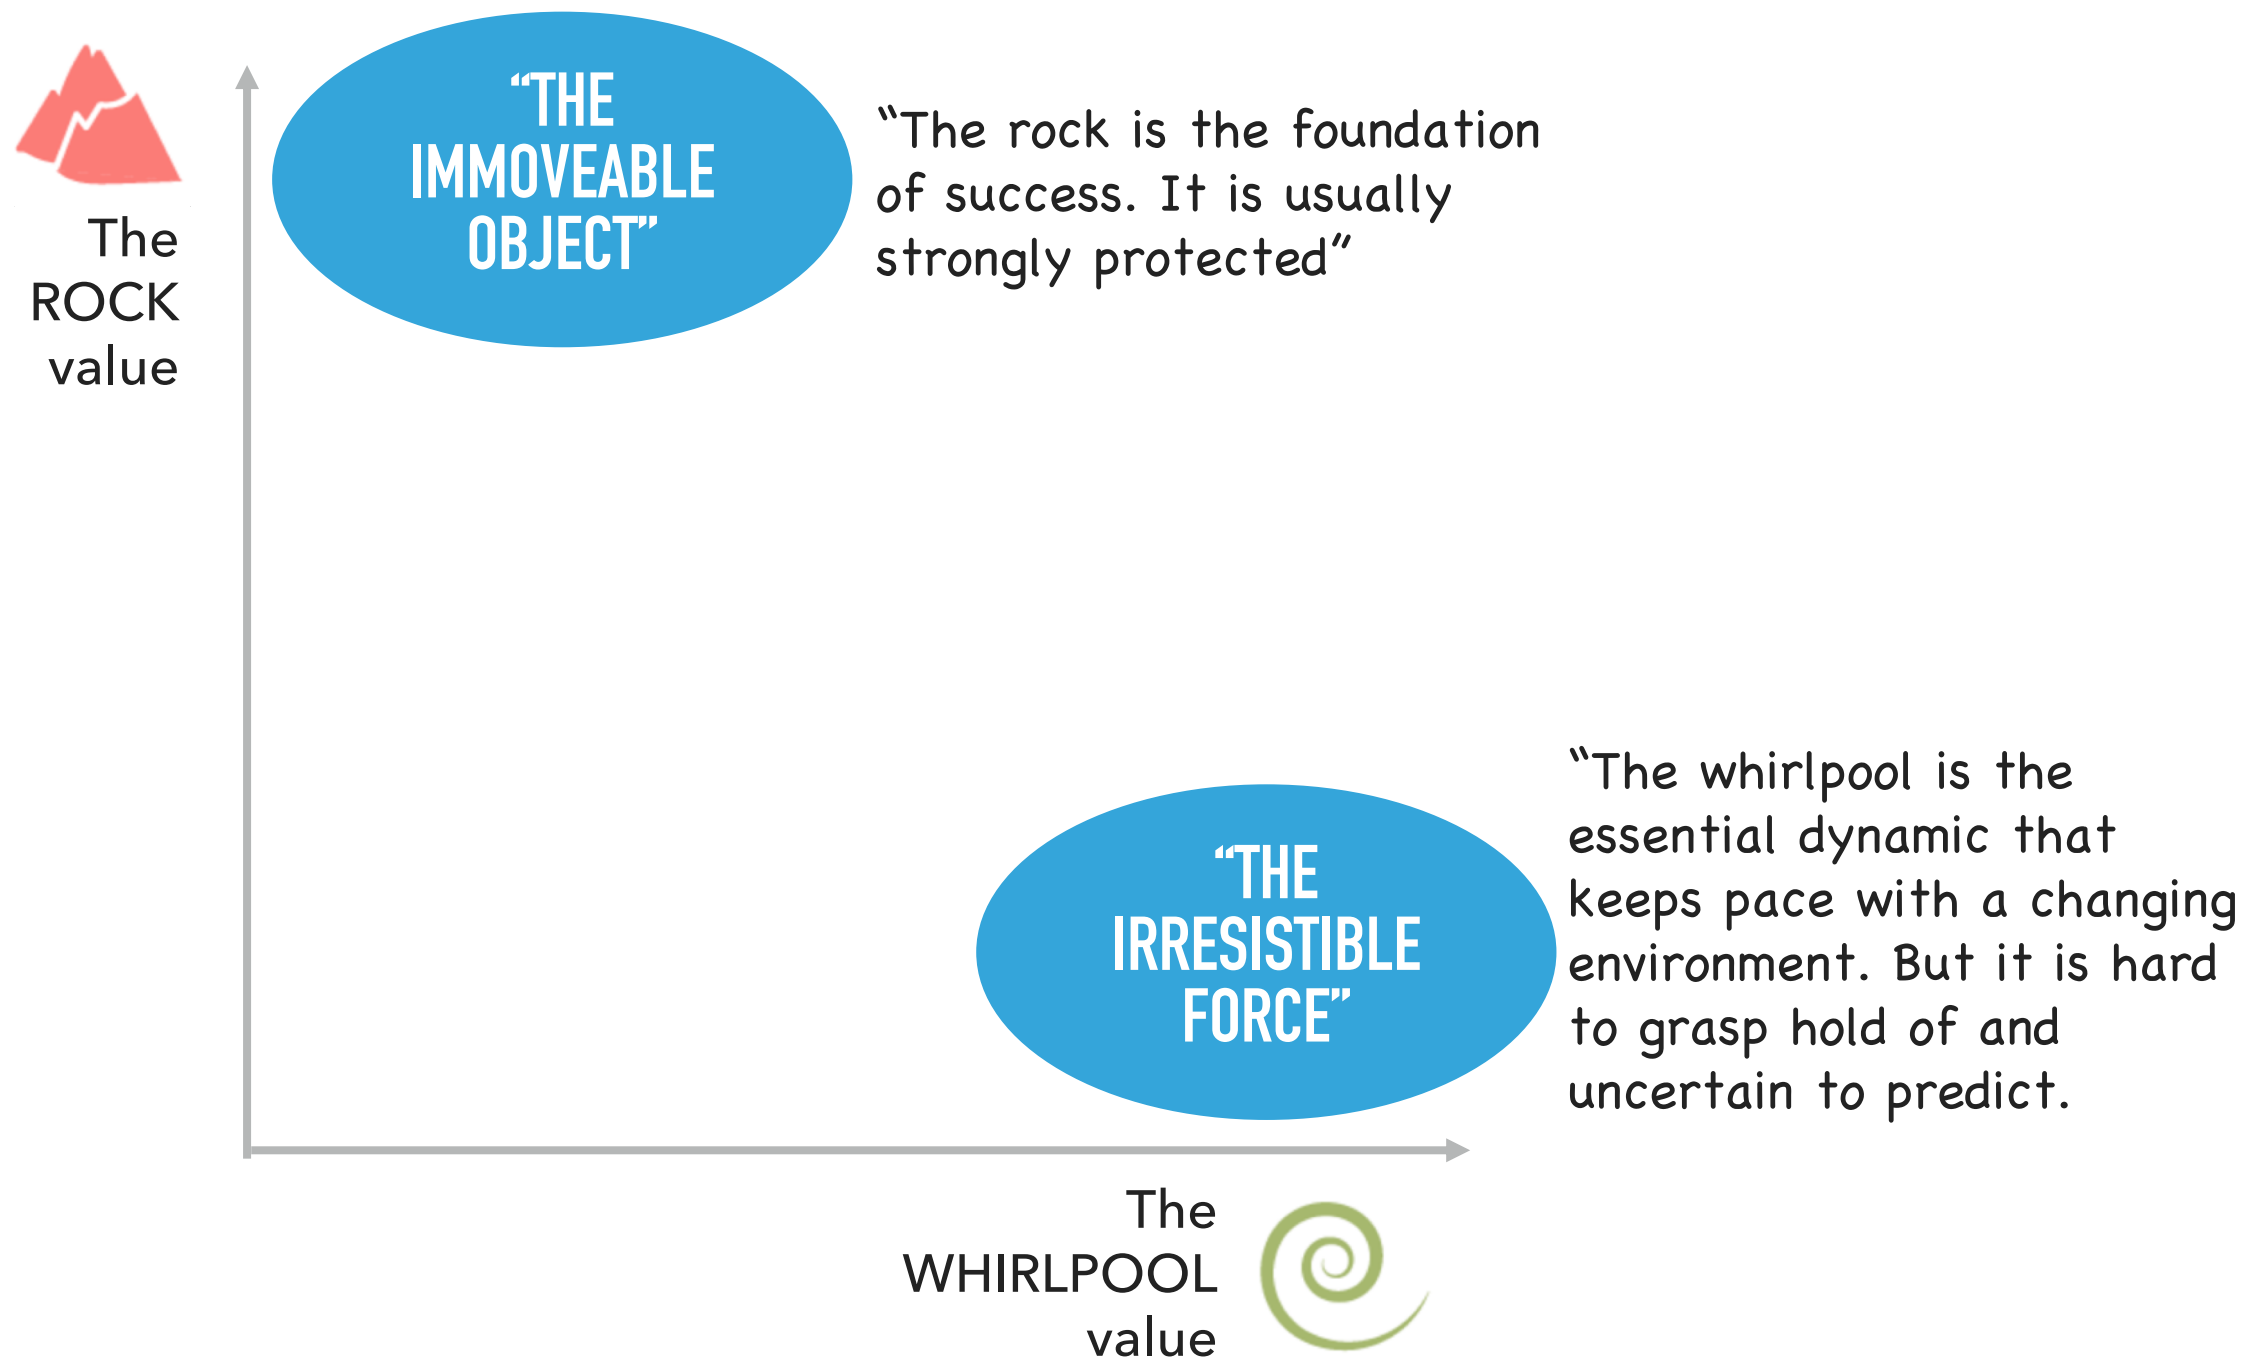 “THE
IMMOVEABLE
OBJECT”
“The rock is the foundation
of success. It is usually
strongly protected”
The
ROCK
value
“The whirlpool is the
essential dynamic that
keeps pace with a changing
environment. But it is hard
to grasp hold of and
uncertain to predict.
“THE
IRRESISTIBLE
FORCE”
The
WHIRLPOOL
value